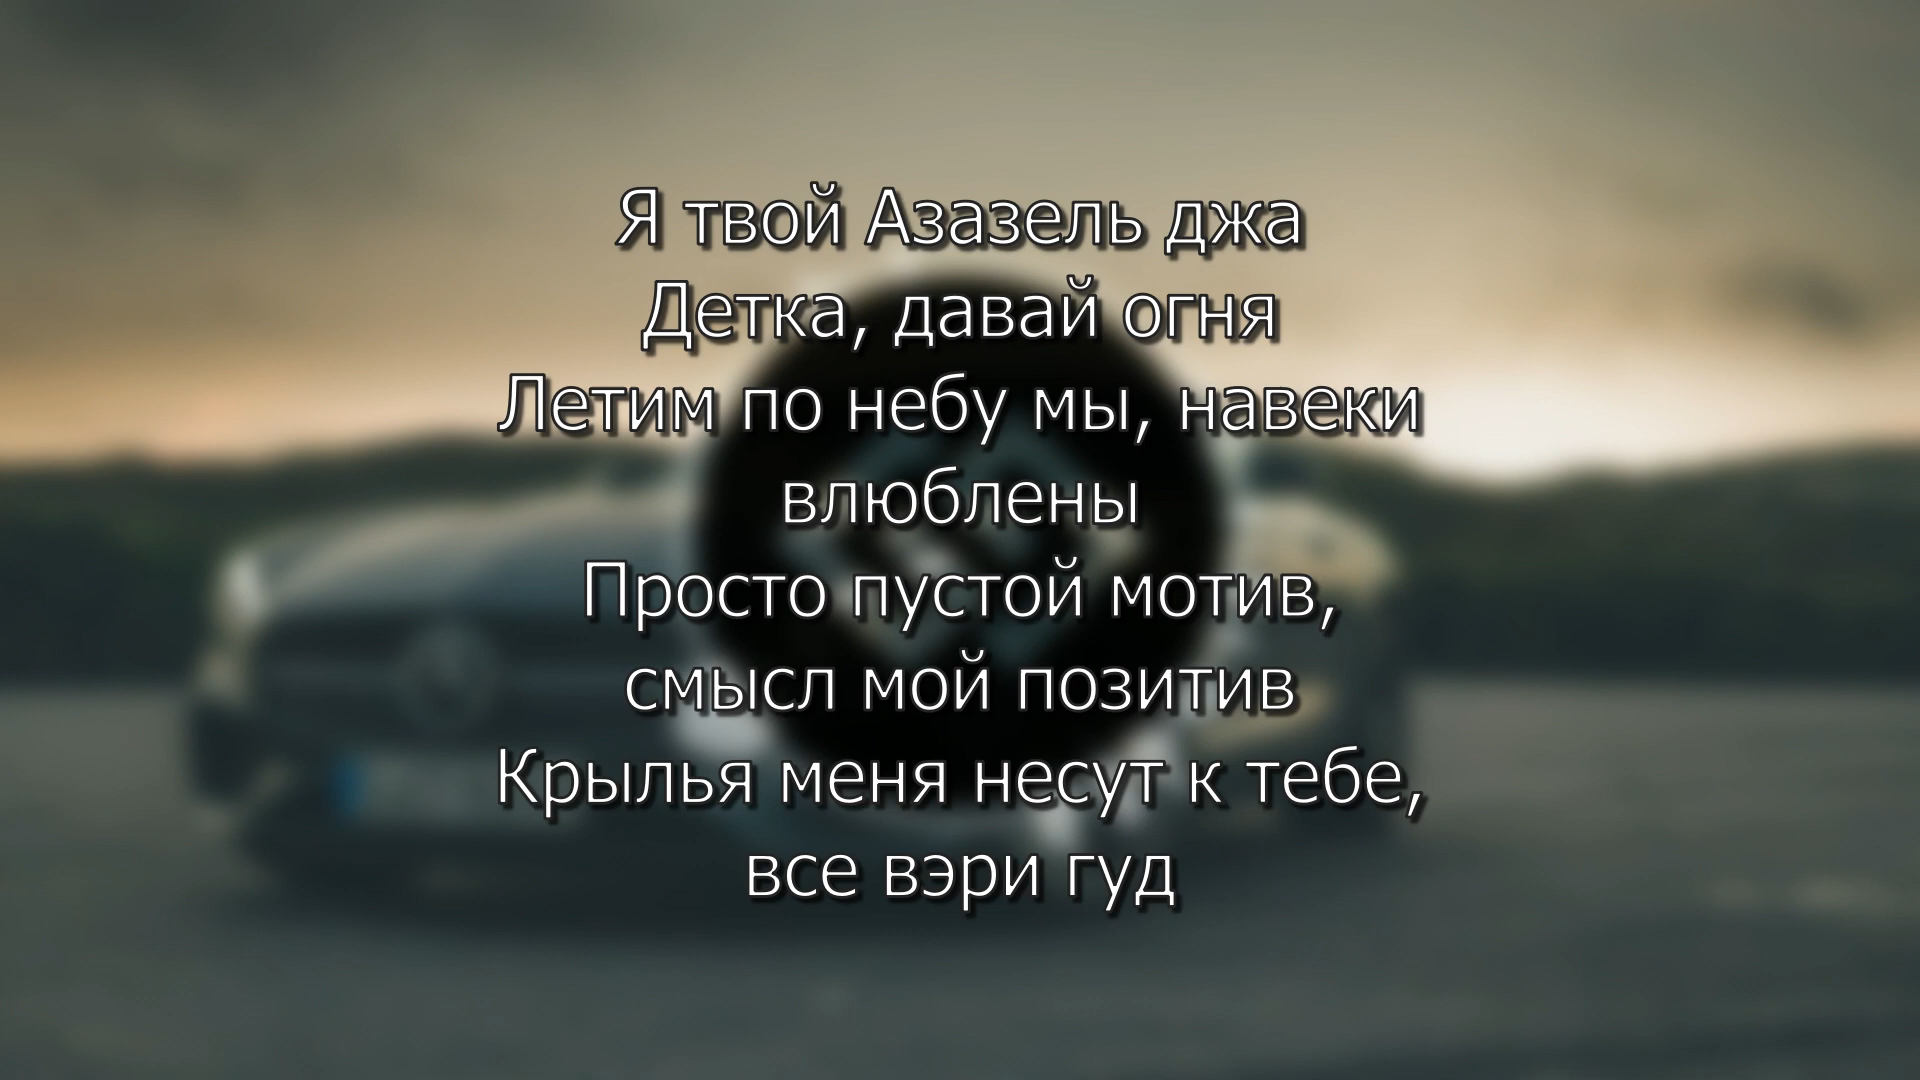 Я твой Азазель джа
Детка, давай огня
Летим по небу мы, навеки
влюблены
Просто пустой мотив,
смысл мой позитив
Крылья меня несут к тебе,
все вэри гуд